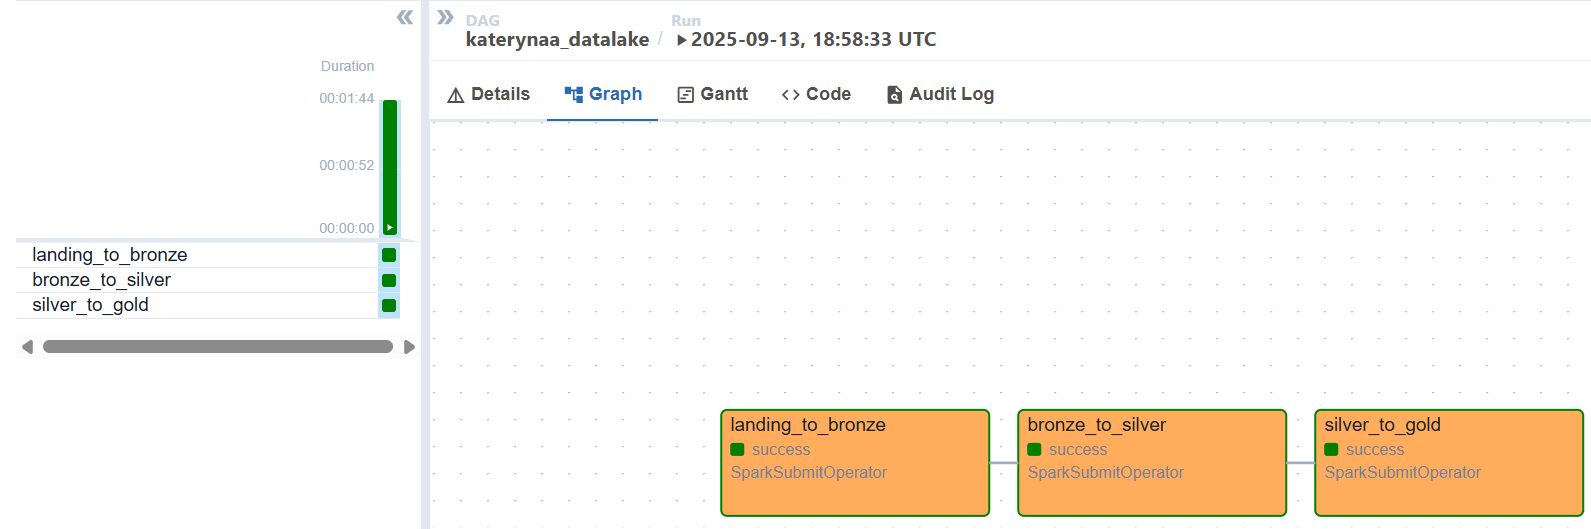 Duration
00:01:44
00:00:52
00:00:00
landing_to_bronze
bronze_to_silver
silver_to_gold
DAG
katerynaa_datalake /
Run
2025-09-13, 18:58:33 UTC
Details
Graph
Gantt
Code
Audit Log
landing_to_bronze
success
SparkSubmitOperator
bronze_to_silver
success
SparkSubmitOperator
silver_to_gold
success
SparkSubmitOperator